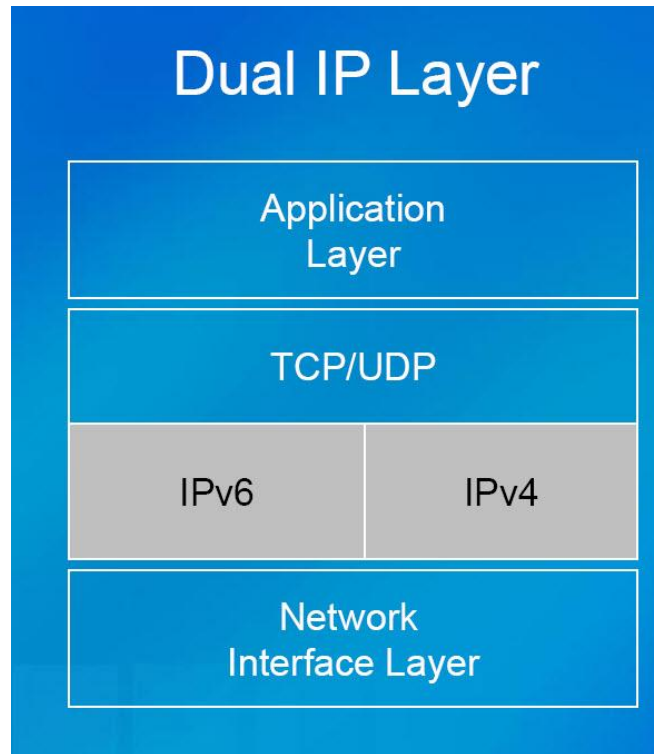 Dual IP Layer
Application
Layer
TCP/UDP
IPv6
IPv4
Network
Interface Layer